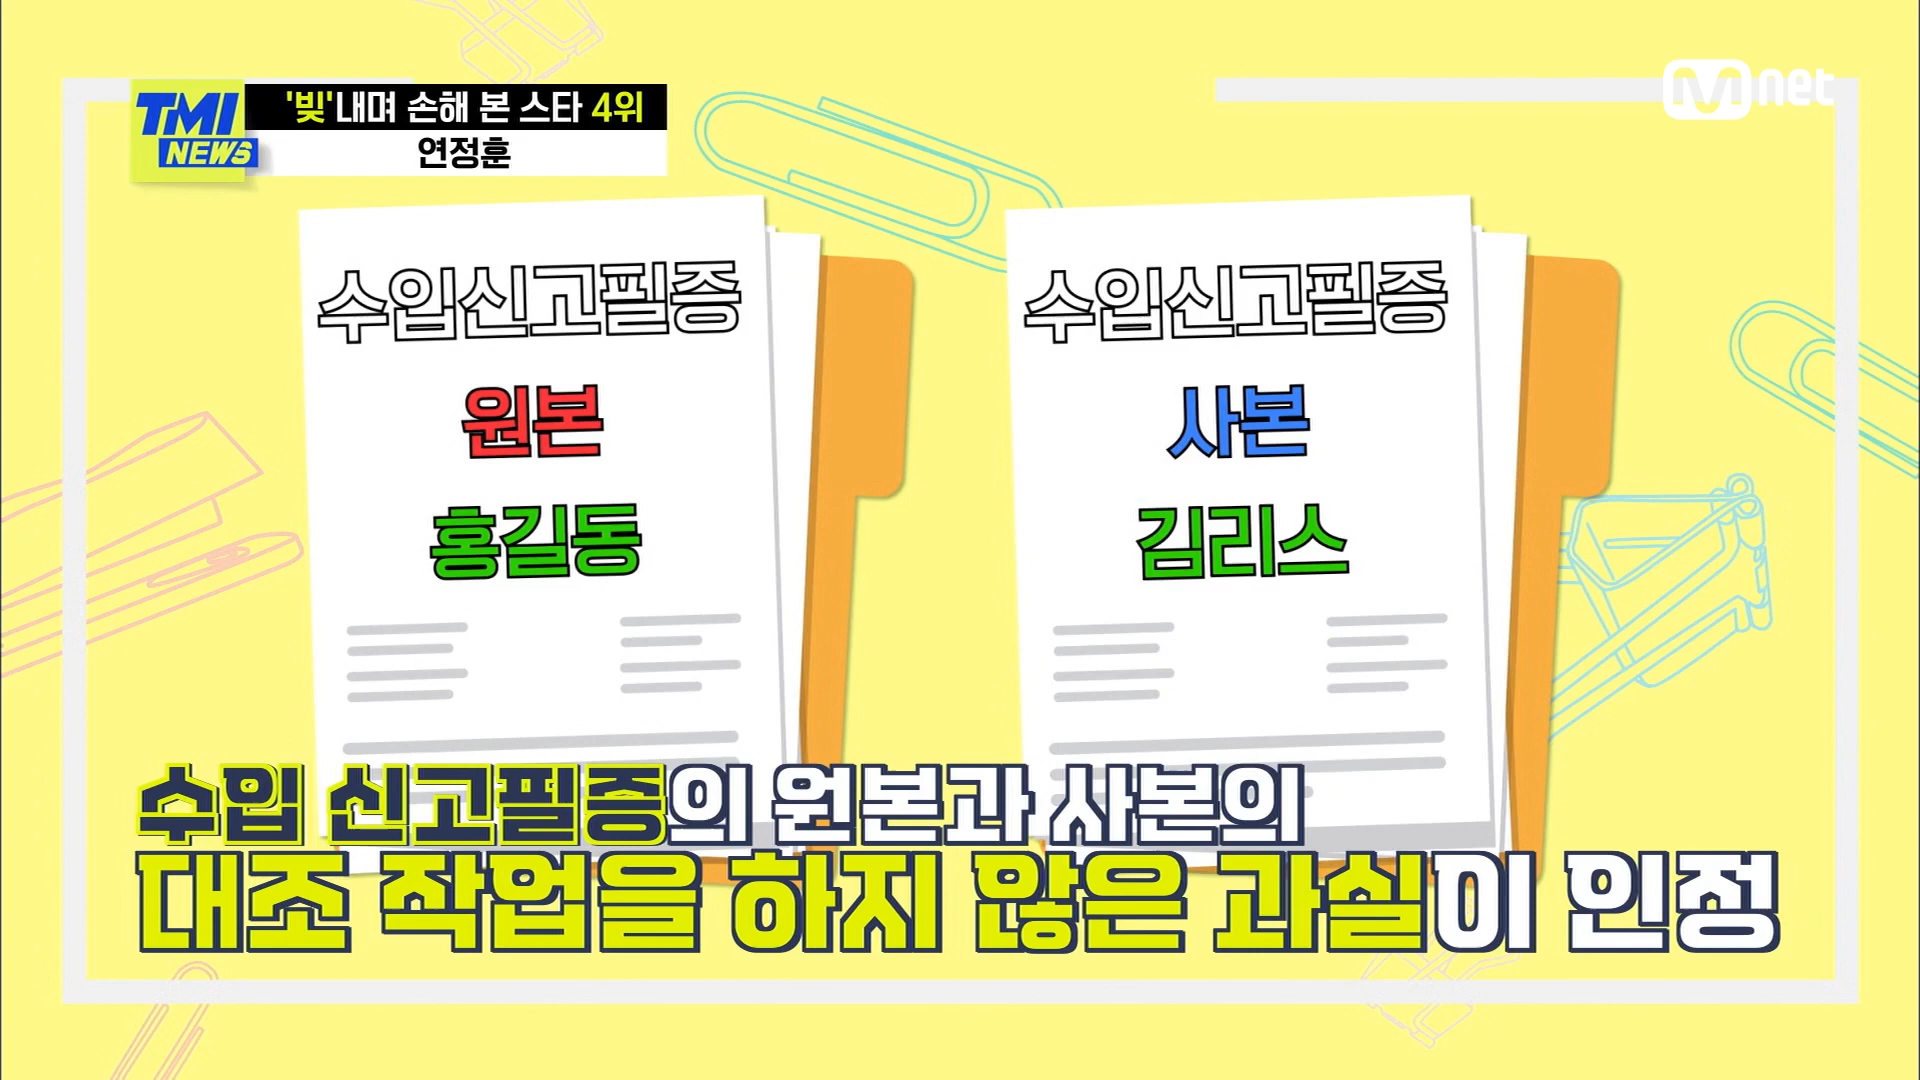 TMI
NEWS
'빚'내며 손해 본 스타 4위
연정훈
Mnet
수입신고필증
원본
홍길동
수입신고필증
사본
김리스
수입 신고필증의 원본과 사본의
대조 작업을 하지 않은 과실이 인정